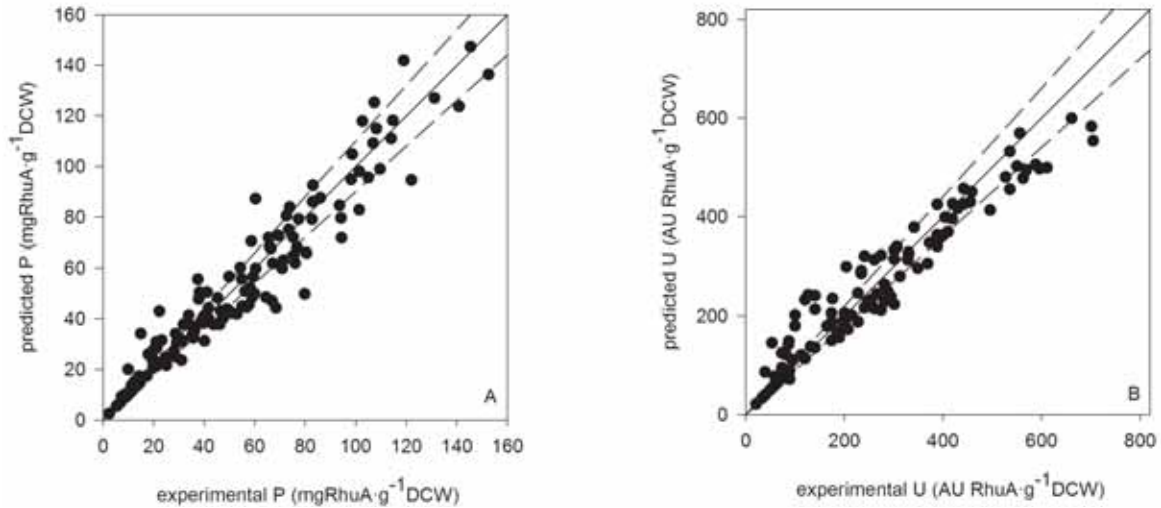 160
140
120
100
80
60
40
20
0
predicted P (mgRhuA·g⁻¹DCW)
A
0 20 40 60 80 100 120 140 160
experimental P (mgRhuA·g⁻¹DCW)
800
600
400
200
0
predicted U (AU RhuA·g⁻¹DCW)
B
0 200 400 600 800
experimental U (AU RhuA·g⁻¹DCW)